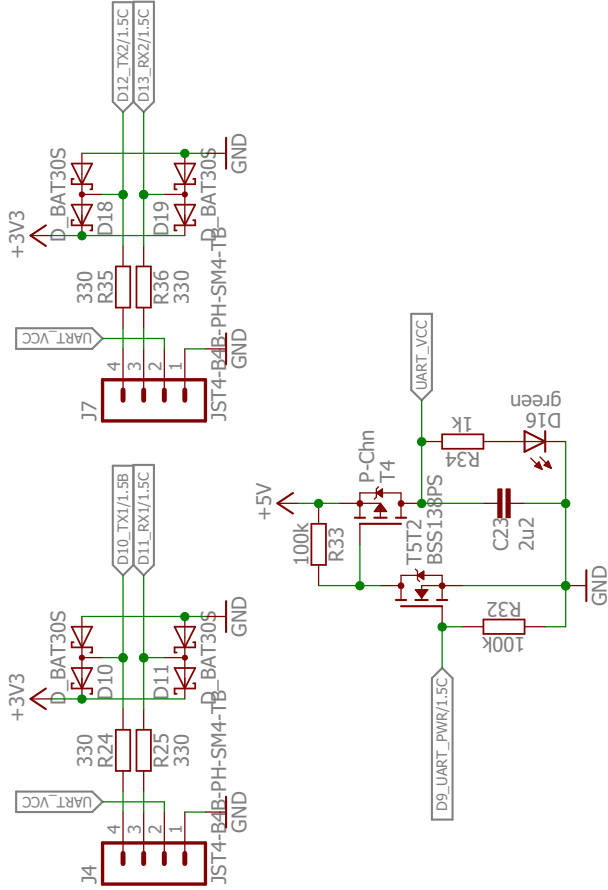 D12_TX2/1.5C
D13_RX2/1.5C
D_BAT30S
D_BAT30S
GND
+3V3
D18
D19
330
R35
R36
330
UART_VCC
4
3
2
1
GND
J7
JST4-B4B-PH-SM4-TB
D10_TX1/1.5B
D11_RX1/1.5C
D_BAT30S
D_BAT30S
GND
+3V3
D10
D11
330
R24
R25
330
UART_VCC
4
3
2
1
GND
J4
JST4-B4B-PH-SM4-TB
UART_VCC
+5V
P-Chn
T4
100k
R33
R34
1k
D16
green
T5T2
BSS138PS
C23
2u2
R32
100k
GND
D9_UART_PWR/1.5C